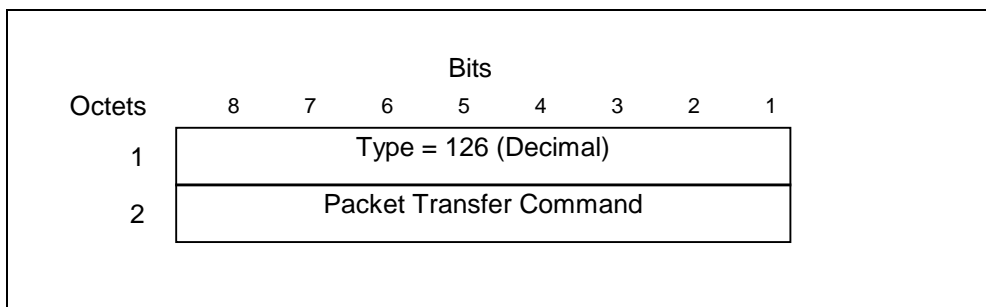 Bits
Octets 8 7 6 5 4 3 2 1
1 Type = 126 (Decimal)
2 Packet Transfer Command